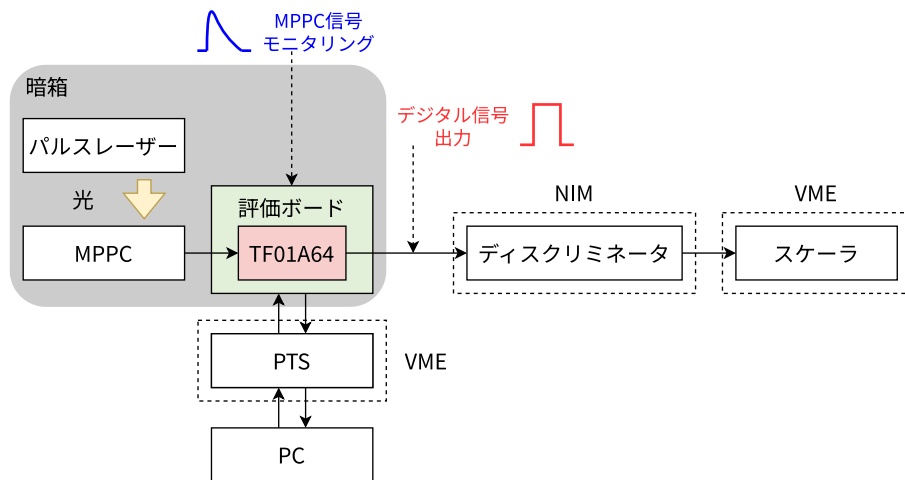 MPPC信号
モニタリング
暗箱
デジタル信号
出力
パルスレーザー
光
評価ボード
NIM
VME
MPPC
TF01A64
ディスクリミネータ
スケーラ
PTS
VME
PC